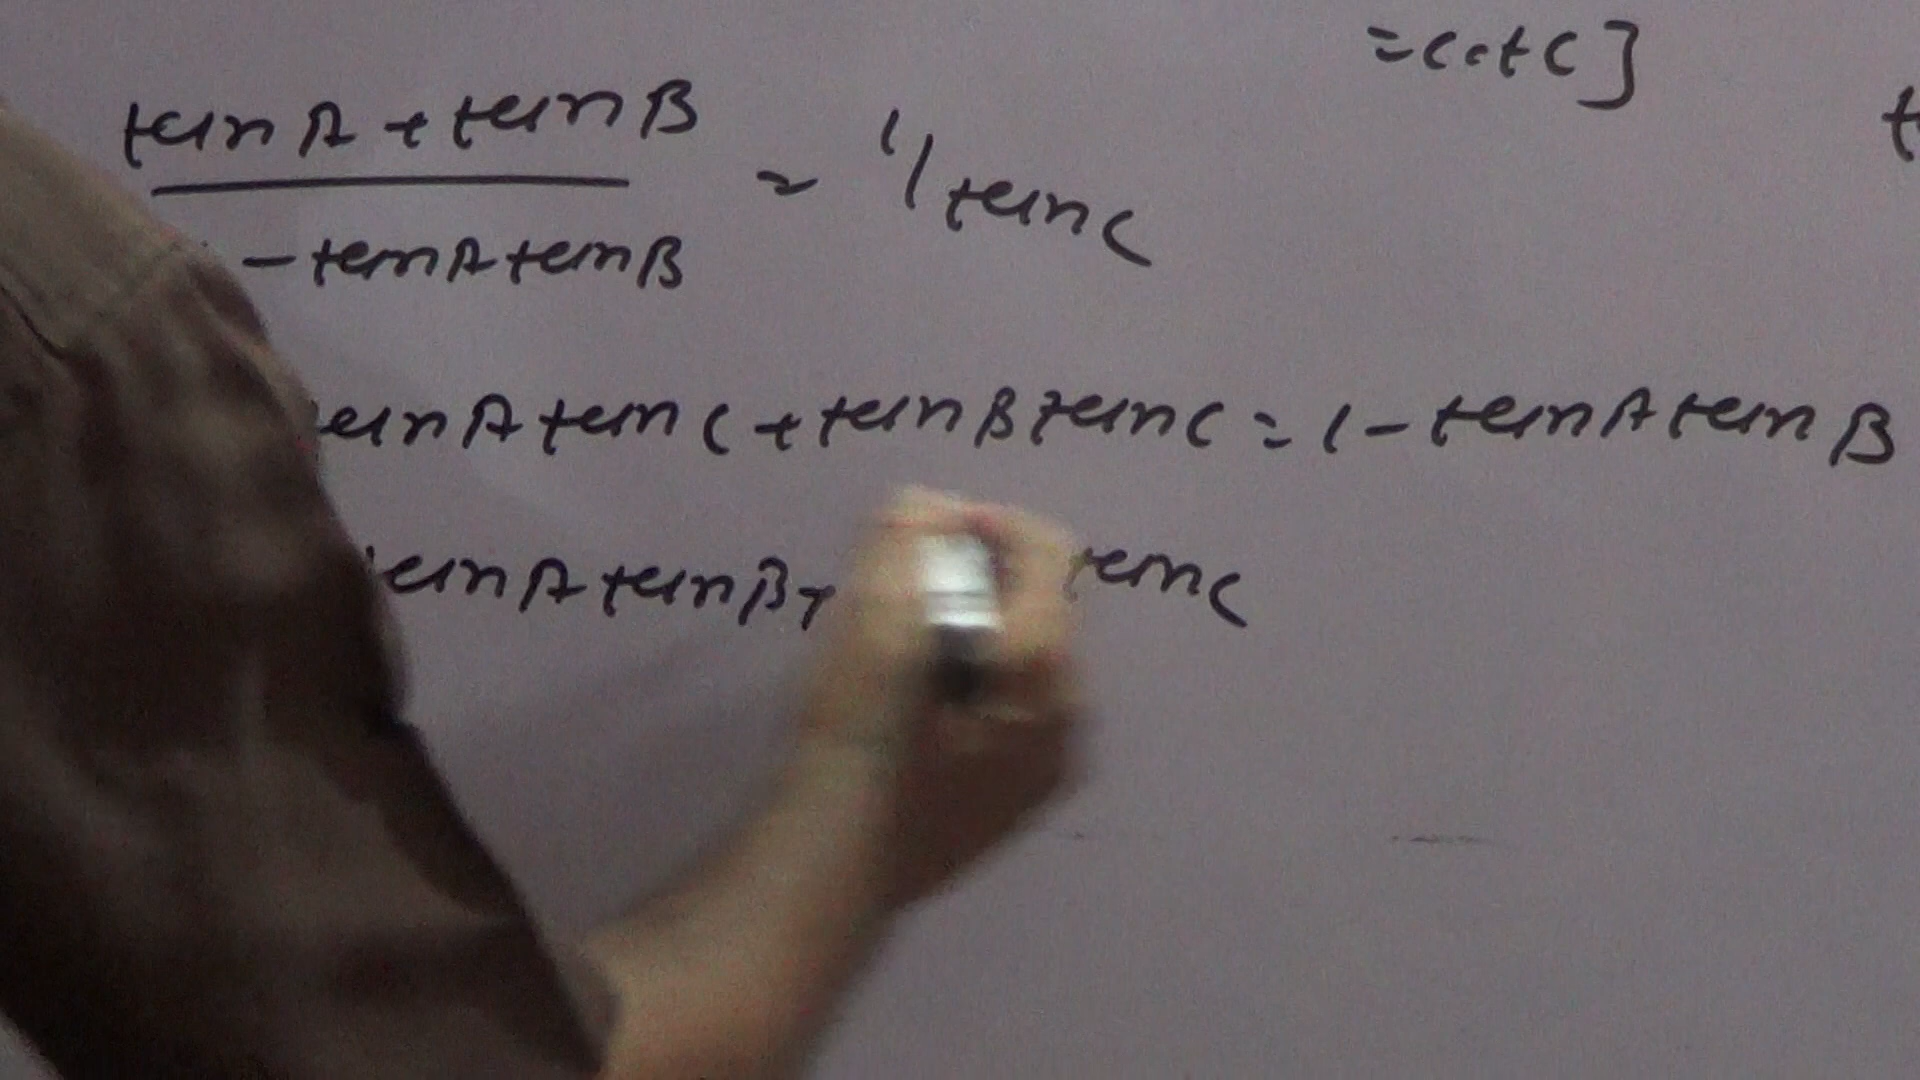 = cot C ]
tan A + tan B = 1/tan C
- tan A tan B
tan A tan C + tan B tan C = 1 - tan A tan B
tan A tan B + tan C